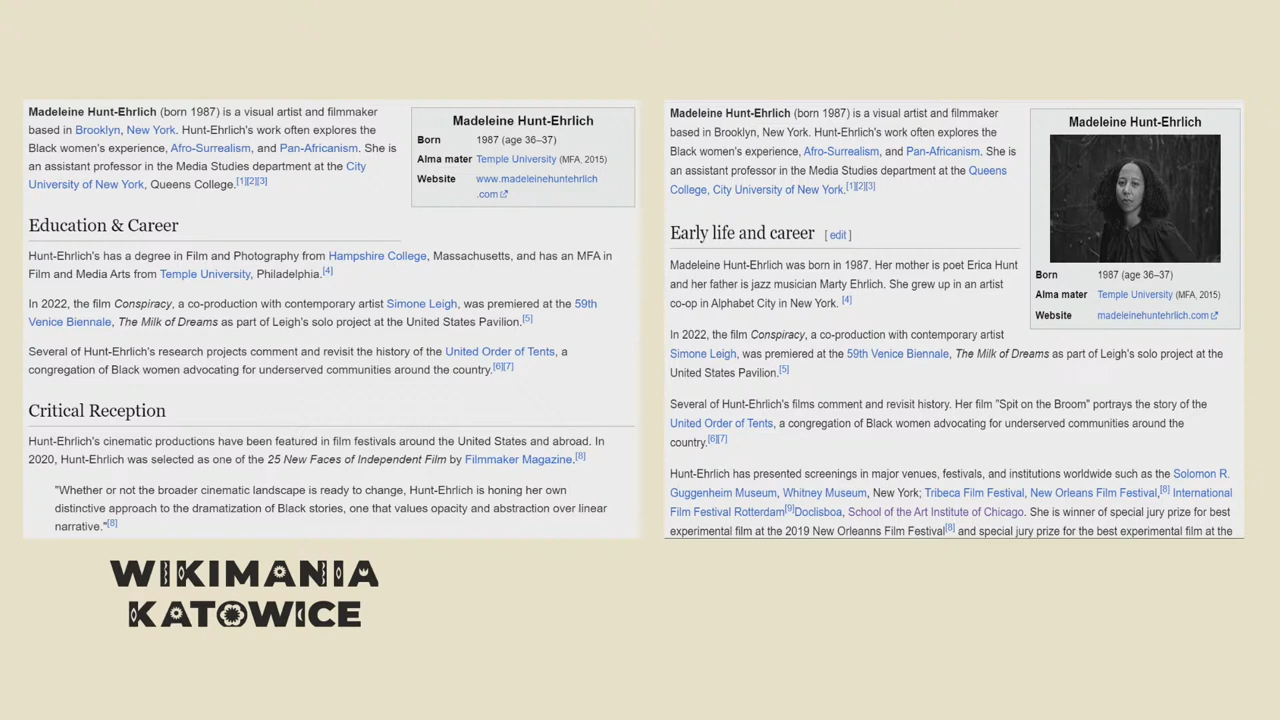 Madeleine Hunt-Ehrlich (born 1987) is a visual artist and filmmaker
based in Brooklyn, New York. Hunt-Ehrlich's work often explores the
Black women's experience, Afro-Surrealism, and Pan-Africanism. She is
an assistant professor in the Media Studies department at the City
University of New York, Queens College.[1][2][3]
Madeleine Hunt-Ehrlich
Born 1987 (age 36–37)
Alma mater Temple University (MFA, 2015)
Website www.madeleinehuntehrlich
.com
Education & Career
Hunt-Ehrlich's has a degree in Film and Photography from Hampshire College, Massachusetts, and has an MFA in
Film and Media Arts from Temple University, Philadelphia.[4]
In 2022, the film Conspiracy, a co-production with contemporary artist Simone Leigh, was premiered at the 59th
Venice Biennale, The Milk of Dreams as part of Leigh's solo project at the United States Pavilion.[5]
Several of Hunt-Ehrlich's research projects comment and revisit the history of the United Order of Tents, a
congregation of Black women advocating for underserved communities around the country.[6][7]
Critical Reception
Hunt-Ehrlich's cinematic productions have been featured in film festivals around the United States and abroad. In
2020, Hunt-Ehrlich was selected as one of the 25 New Faces of Independent Film by Filmmaker Magazine.[8]
"Whether or not the broader cinematic landscape is ready to change, Hunt-Ehrlich is honing her own
distinctive approach to the dramatization of Black stories, one that values opacity and abstraction over linear
narrative."[8]
Madeleine Hunt-Ehrlich (born 1987) is a visual artist and filmmaker
based in Brooklyn, New York. Hunt-Ehrlich's work often explores the
Black women's experience, Afro-Surrealism, and Pan-Africanism. She is
an assistant professor in the Media Studies department at the Queens
College, City University of New York.[1][2][3]
Madeleine Hunt-Ehrlich
Born 1987 (age 36–37)
Alma mater Temple University (MFA, 2015)
Website madeleinehuntehrlich.com
Early life and career [ edit ]
Madeleine Hunt-Ehrlich was born in 1987. Her mother is poet Erica Hunt
and her father is jazz musician Marty Ehrlich. She grew up in an artist
co-op in Alphabet City in New York. [4]
In 2022, the film Conspiracy, a co-production with contemporary artist
Simone Leigh, was premiered at the 59th Venice Biennale, The Milk of Dreams as part of Leigh's solo project at the
United States Pavilion.[5]
Several of Hunt-Ehrlich's films comment and revisit history. Her film "Spit on the Broom" portrays the story of the
United Order of Tents, a congregation of Black women advocating for underserved communities around the
country.[6][7]
Hunt-Ehrlich has presented screenings in major venues, festivals, and institutions worldwide such as the Solomon R.
Guggenheim Museum, Whitney Museum, New York; Tribeca Film Festival, New Orleans Film Festival,[8] International
Film Festival Rotterdam[9]Doclisboa, School of the Art Institute of Chicago. She is winner of special jury prize for best
experimental film at the 2019 New Orleanns Film Festival[8] and special jury prize for the best experimental film at the
WIKIMANIA
KATOWICE